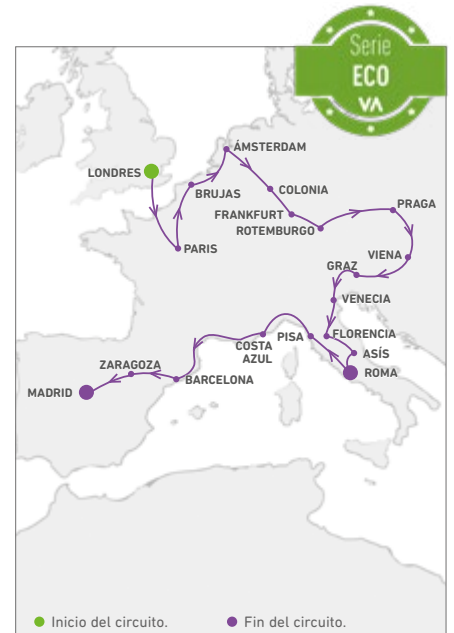 Serie
ECO
VA
ÁMSTERDAM
LONDRES
COLONIA
BRUJAS
PRAGA
FRANKFURT
ROTEMBURGO
PARIS
VIENA
GRAZ
VENECIA
PISA
FLORENCIA
COSTA
AZUL
ASÍS
ZARAGOZA
ROMA
BARCELONA
MADRID
Inicio del circuito.
Fin del circuito.